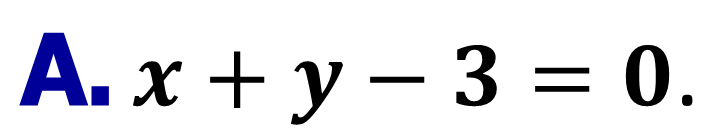 A. x + y − 3 = 0.